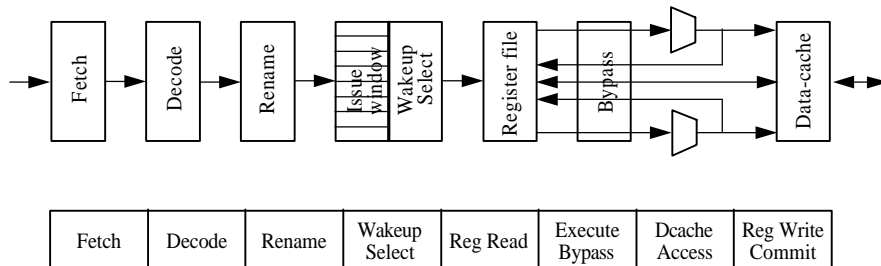 Fetch
Decode
Rename
Issue
window
Wakeup
Select
Register file
Bypass
Data-cache
Fetch
Decode
Rename
Wakeup
Select
Reg Read
Execute
Bypass
Dcache
Access
Reg Write
Commit